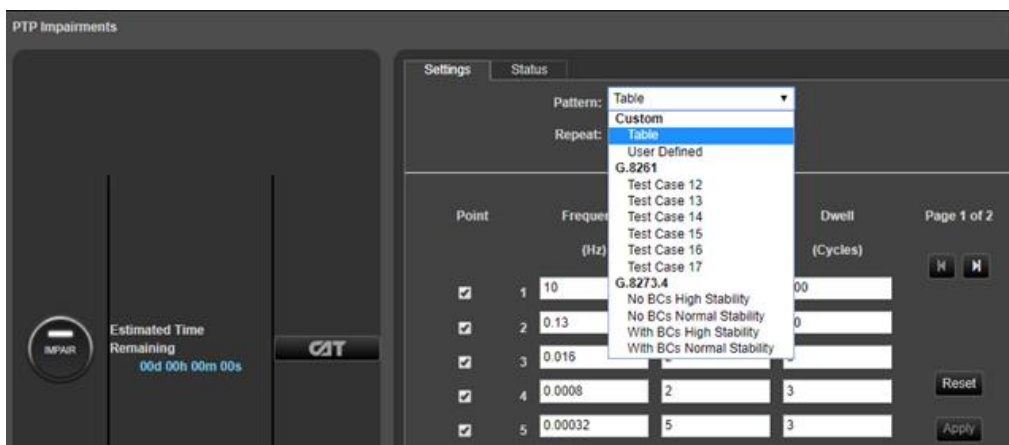 PTP Impairments
Settings Status
Pattern: Table
Repeat:
Custom
Table
User Defined
G.8261
Test Case 12
Test Case 13
Test Case 14
Test Case 15
Test Case 16
Test Case 17
G.8273.4
No BCs High Stability
No BCs Normal Stability
With BCs High Stability
With BCs Normal Stability
Point Dwell Page 1 of 2
(Hz) (Cycles)
1 10
2 0.13
3 0.016
4 0.0008 2 3
5 0.00032 5 3
Reset
Apply
IMPAIR
Estimated Time
Remaining
00d 00h 00m 00s
CAT